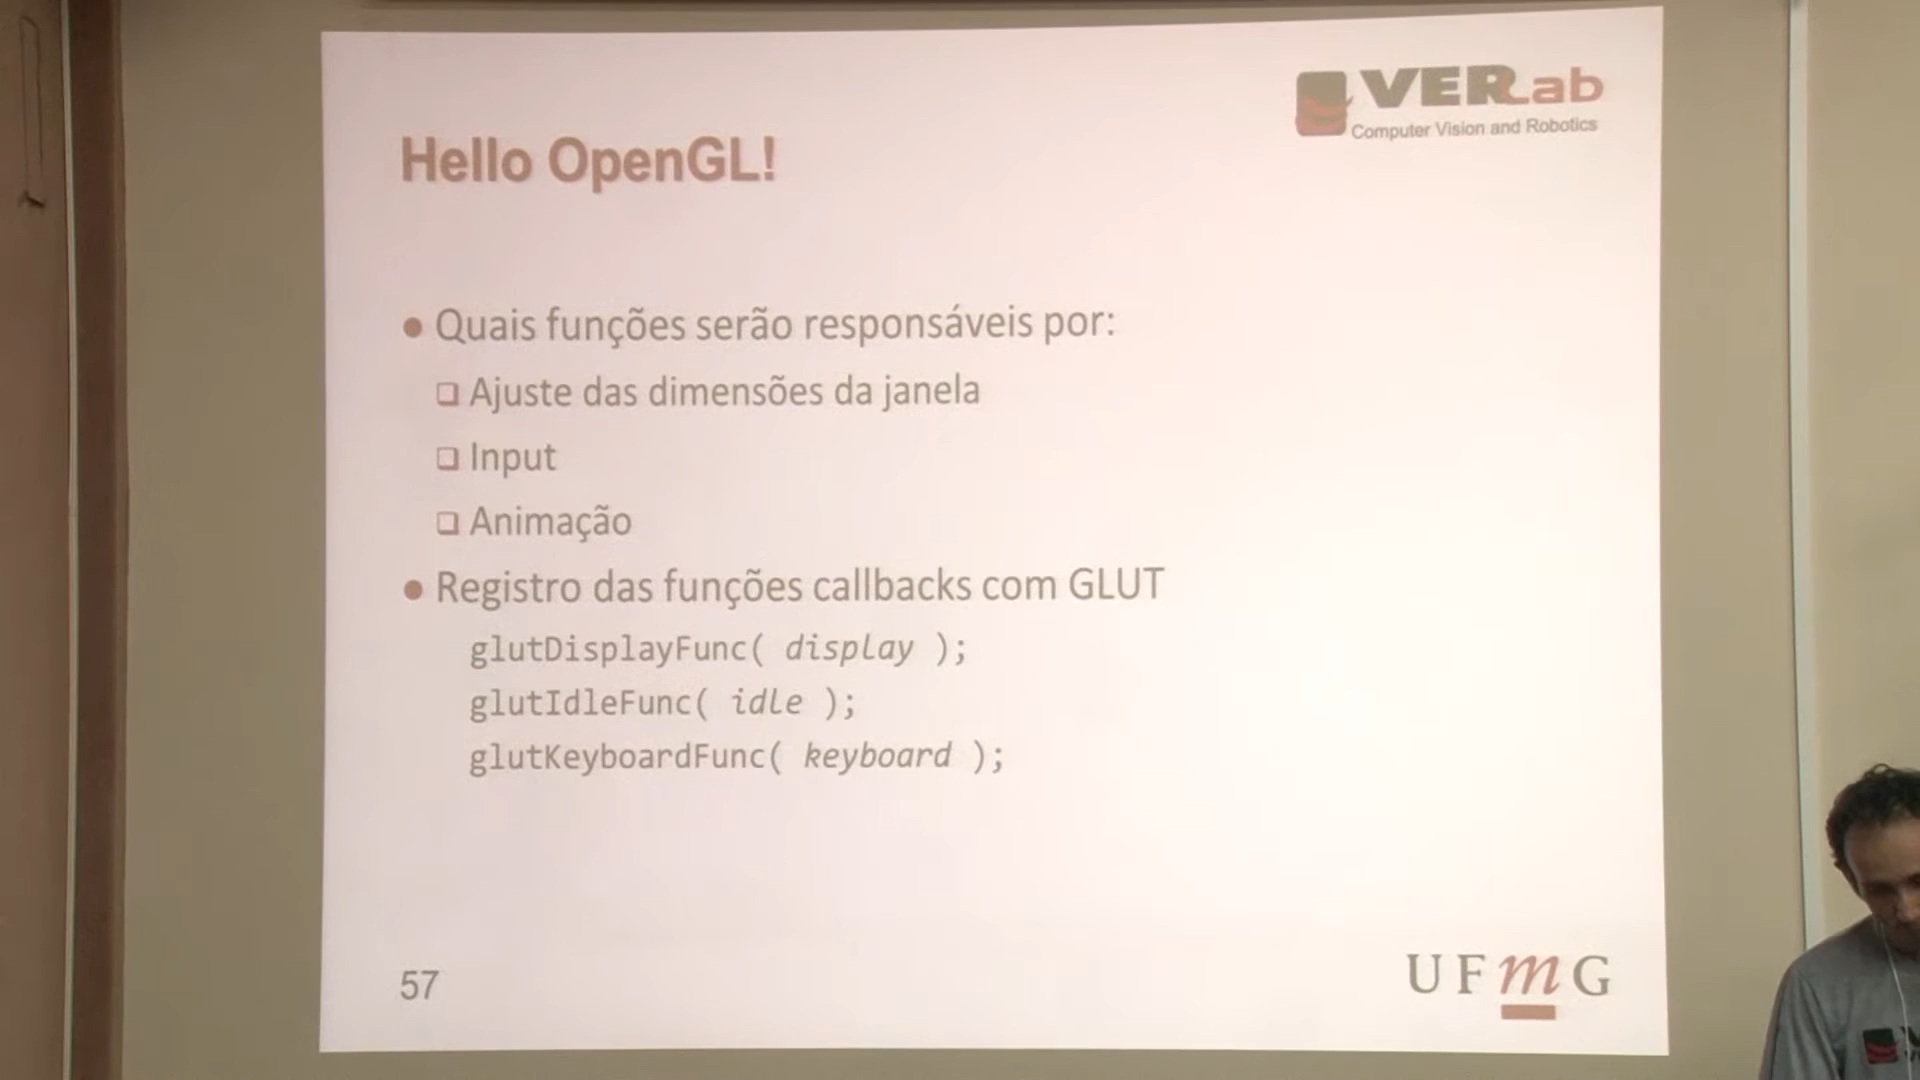 VERLab
Computer Vision and Robotics
Hello OpenGL!
● Quais funções serão responsáveis por:
❑ Ajuste das dimensões da janela
❑ Input
❑ Animação
● Registro das funções callbacks com GLUT
glutDisplayFunc( display );
glutIdleFunc( idle );
glutKeyboardFunc( keyboard );
57
UFmG